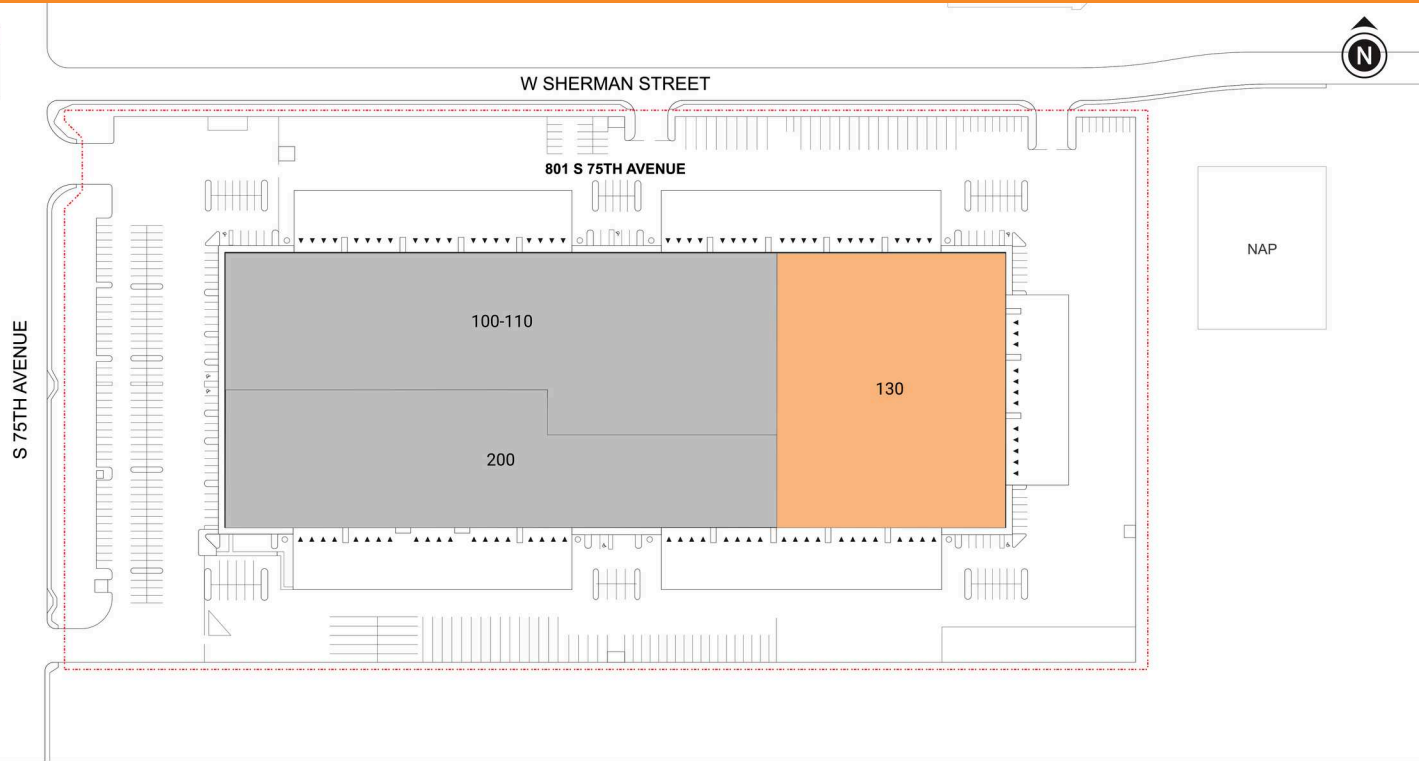 N
W SHERMAN STREET
801 S 75TH AVENUE
NAP
100-110
S 75TH AVENUE
130
200